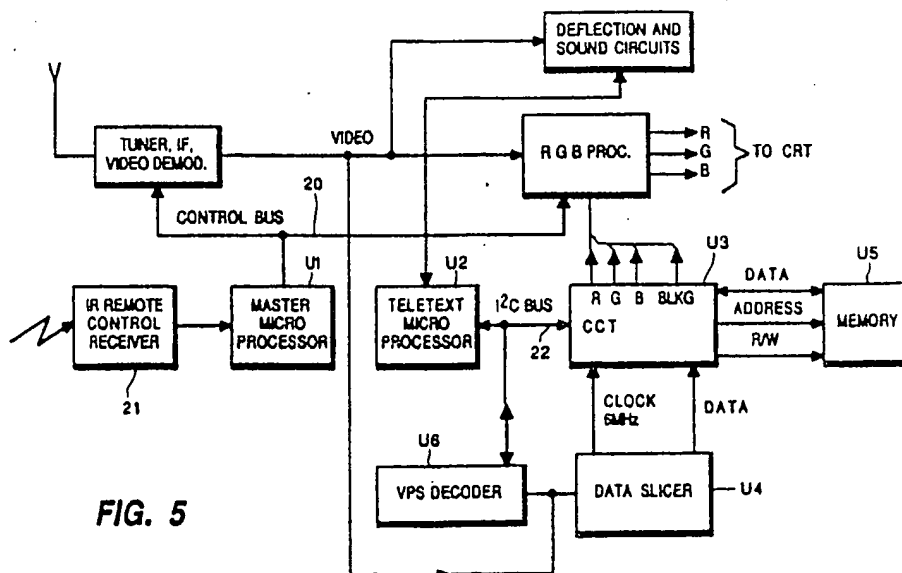 DEFLECTION AND
SOUND CIRCUITS
TUNER, IF,
VIDEO DEMOD.
VIDEO
R G B PROC.
R
G
B
TO CRT
CONTROL BUS
20
U1
U2
U3
U5
IR REMOTE
CONTROL
RECEIVER
21
MASTER
MICRO
PROCESSOR
TELETEXT
MICRO
PROCESSOR
I²C BUS
22
R G B BLKG
CCT
DATA
ADDRESS
R/W
MEMORY
CLOCK
6MHz
DATA
U6
VPS DECODER
DATA SLICER
U4
FIG. 5